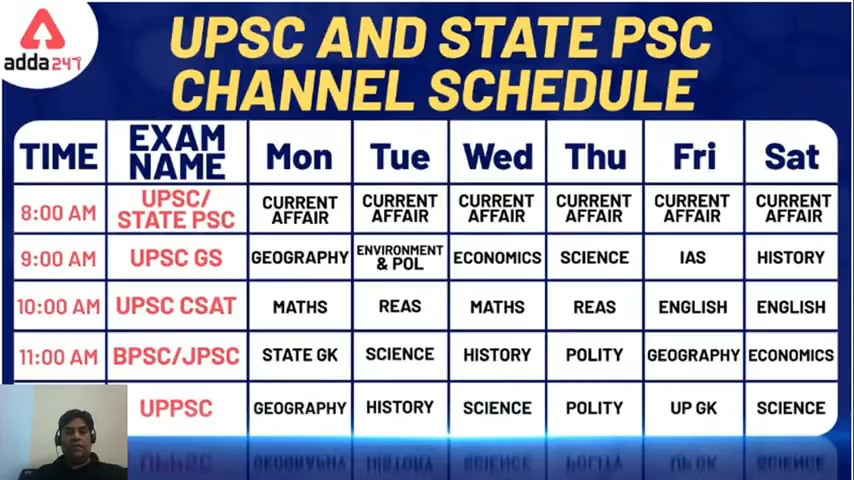 adda247
UPSC AND STATE PSC
CHANNEL SCHEDULE
TIME EXAM NAME Mon Tue Wed Thu Fri Sat
8:00 AM UPSC/ STATE PSC CURRENT AFFAIR CURRENT AFFAIR CURRENT AFFAIR CURRENT AFFAIR CURRENT AFFAIR CURRENT AFFAIR
9:00 AM UPSC GS GEOGRAPHY ENVIRONMENT & POL ECONOMICS SCIENCE IAS HISTORY
10:00 AM UPSC CSAT MATHS REAS MATHS REAS ENGLISH ENGLISH
11:00 AM BPSC/JPSC STATE GK SCIENCE HISTORY POLITY GEOGRAPHY ECONOMICS
UPPSC GEOGRAPHY HISTORY SCIENCE POLITY UP GK SCIENCE